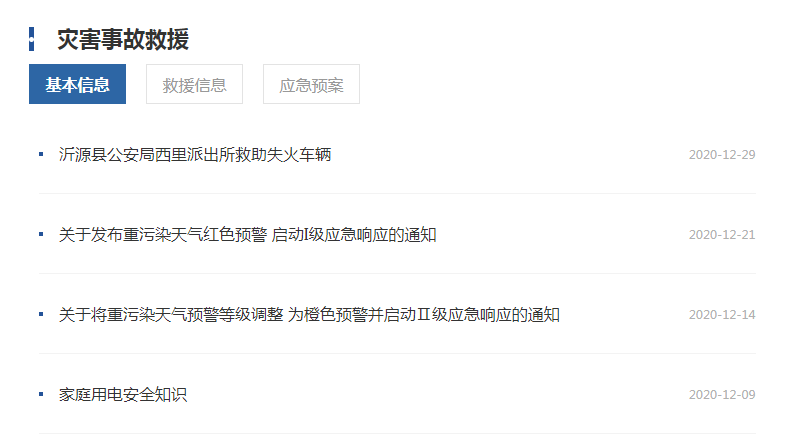 灾害事故救援
基本信息 救援信息 应急预案
沂源县公安局西里派出所救助失火车辆 2020-12-29
关于发布重污染天气红色预警 启动I级应急响应的通知 2020-12-21
关于将重污染天气预警等级调整 为橙色预警并启动Ⅱ级应急响应的通知 2020-12-14
家庭用电安全知识 2020-12-09